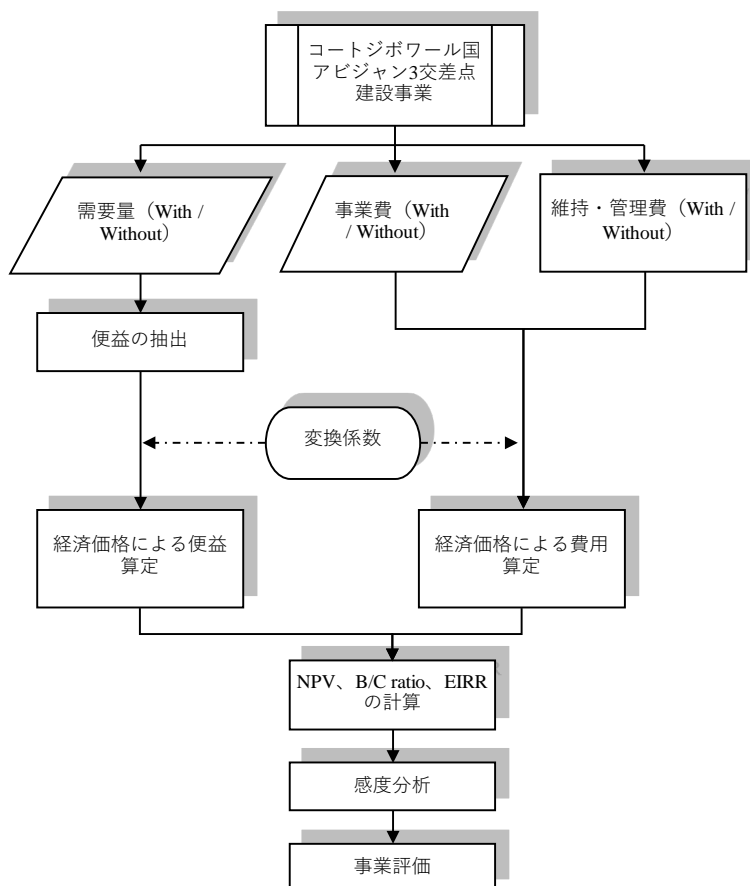 コートジボワール国
アビジャン3交差点
建設事業
需要量（With /
Without）
事業費（With
/ Without）
維持・管理費（With /
Without）
便益の抽出
変換係数
経済価格による便益
算定
経済価格による費用
算定
NPV、B/C ratio、EIRR
の計算
感度分析
事業評価